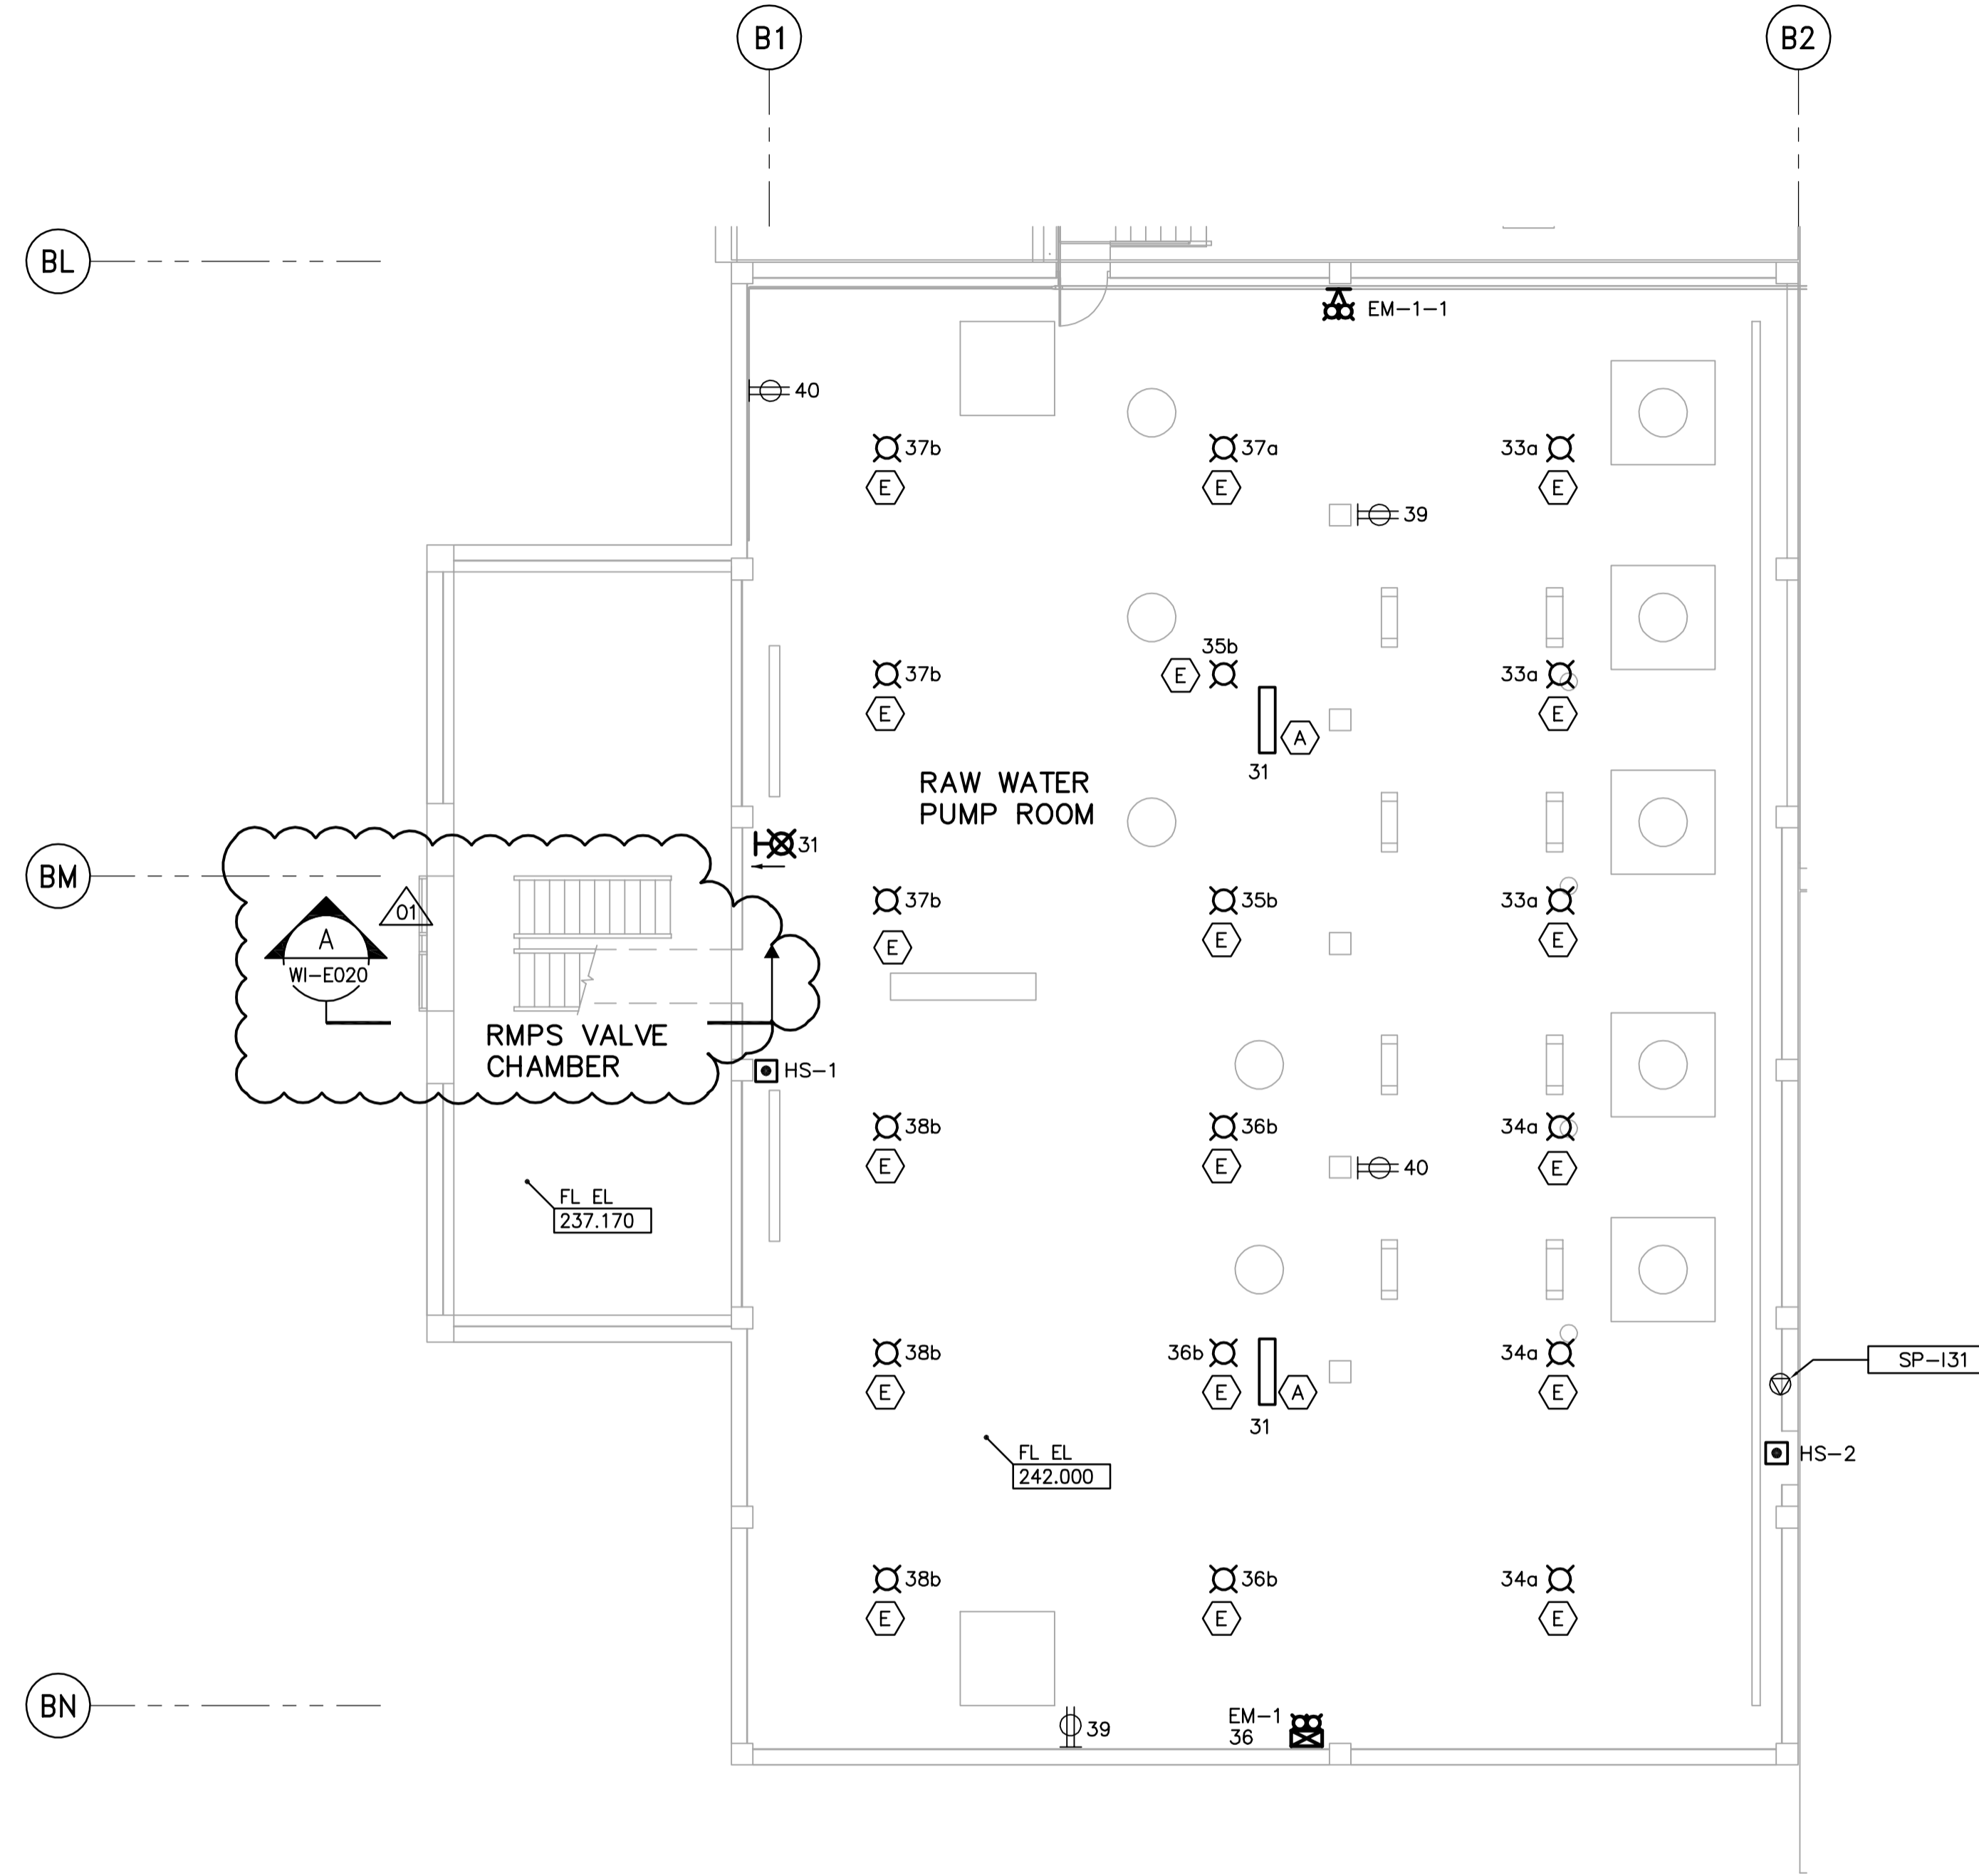 B1
B2
BL
EM-1-1
40
37b
37a
33a
E
E
E
39
35b
37b
E
33a
E
E
A
31
RAW WATER
PUMP ROOM
31
BM
01
A
WI-E020
37b
35b
33a
E
E
E
RMPS VALVE
CHAMBER
HS-1
38b
36b
34a
E
E
40
E
FL EL
237.170
38b
36b
34a
SP-131
E
E
A
E
31
FL EL
242.000
HS-2
38b
36b
34a
E
E
E
BN
EM-1
36
39